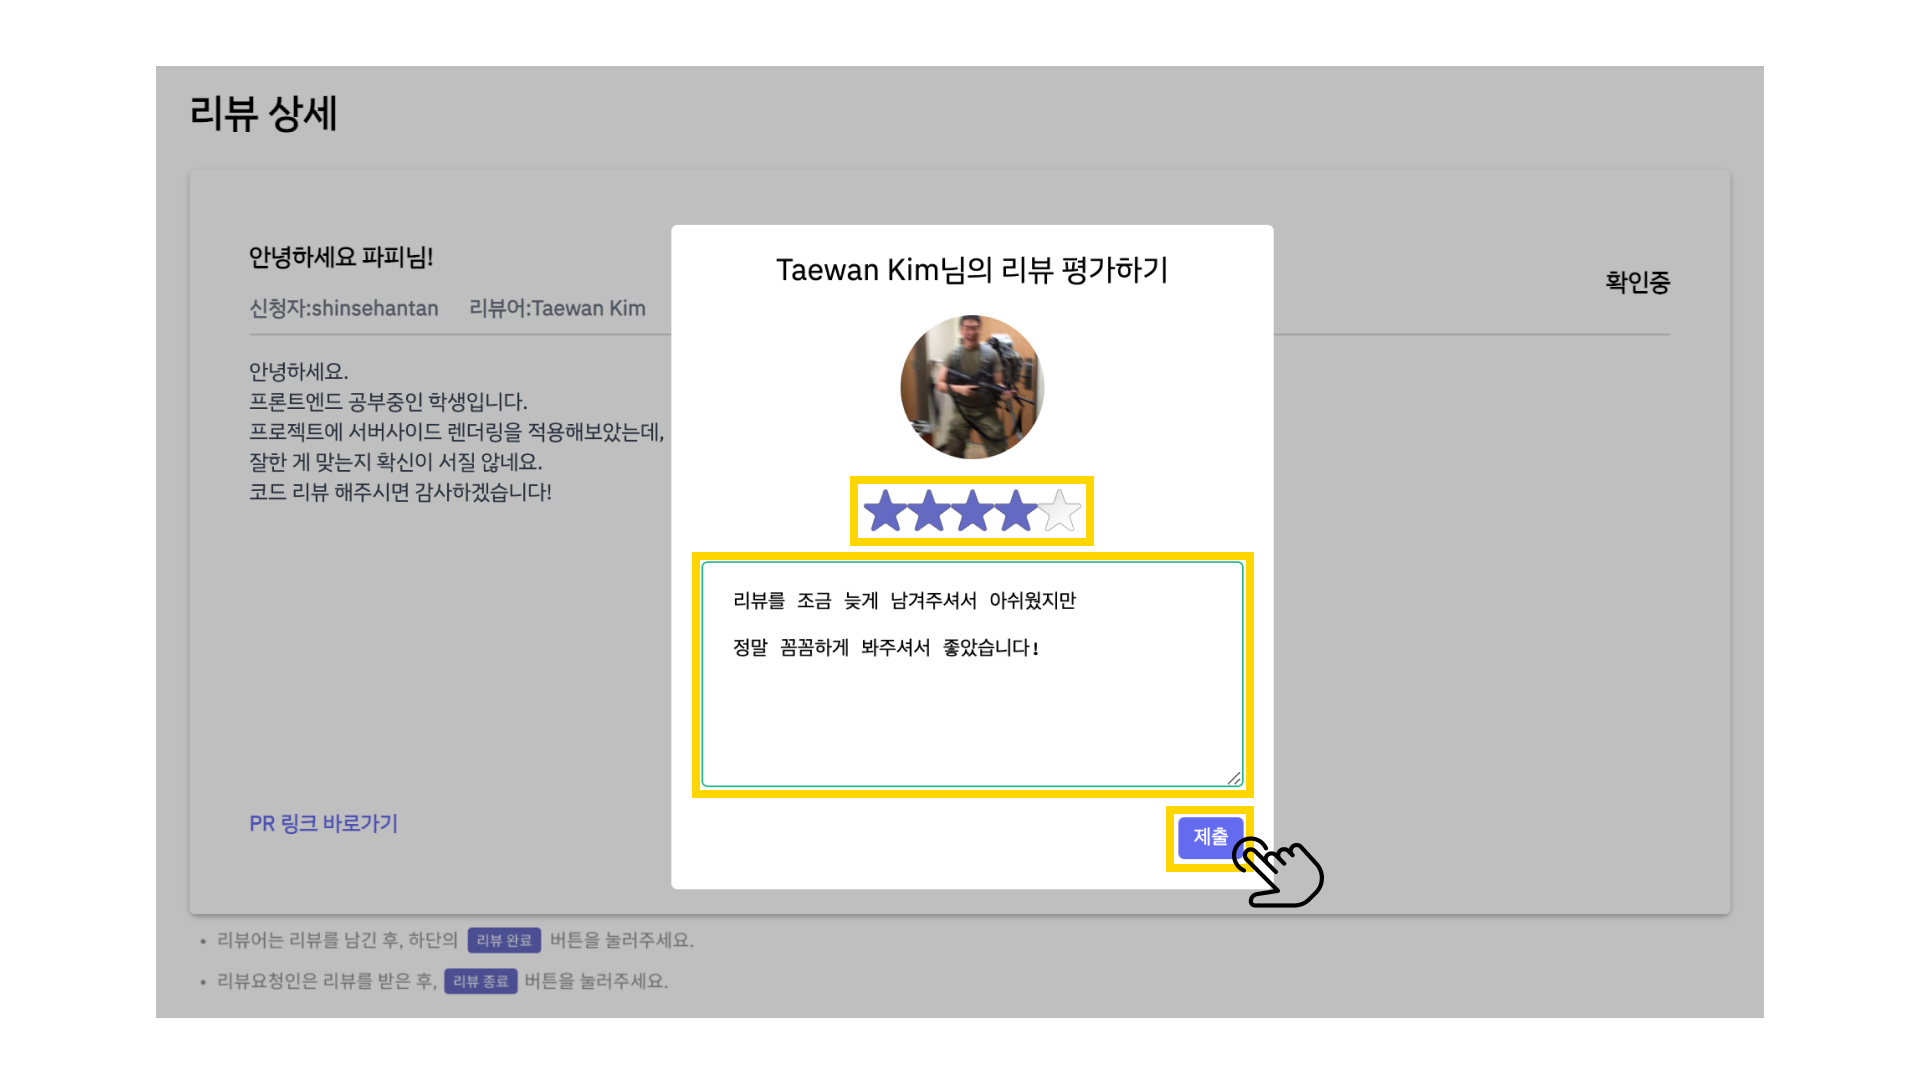 리뷰 상세
안녕하세요 파피님!
신청자:shinsehantan 리뷰어:Taewan Kim
확인중
안녕하세요.
프론트엔드 공부중인 학생입니다.
프로젝트에 서버사이드 렌더링을 적용해보았는데,
잘한 게 맞는지 확신이 서질 않네요.
코드 리뷰 해주시면 감사하겠습니다!
PR 링크 바로가기
Taewan Kim님의 리뷰 평가하기
리뷰를 조금 늦게 남겨주셔서 아쉬웠지만
정말 꼼꼼하게 봐주셔서 좋았습니다!
제출
• 리뷰어는 리뷰를 남긴 후, 하단의 리뷰 완료 버튼을 눌러주세요.
• 리뷰요청인은 리뷰를 받은 후, 리뷰 종료 버튼을 눌러주세요.